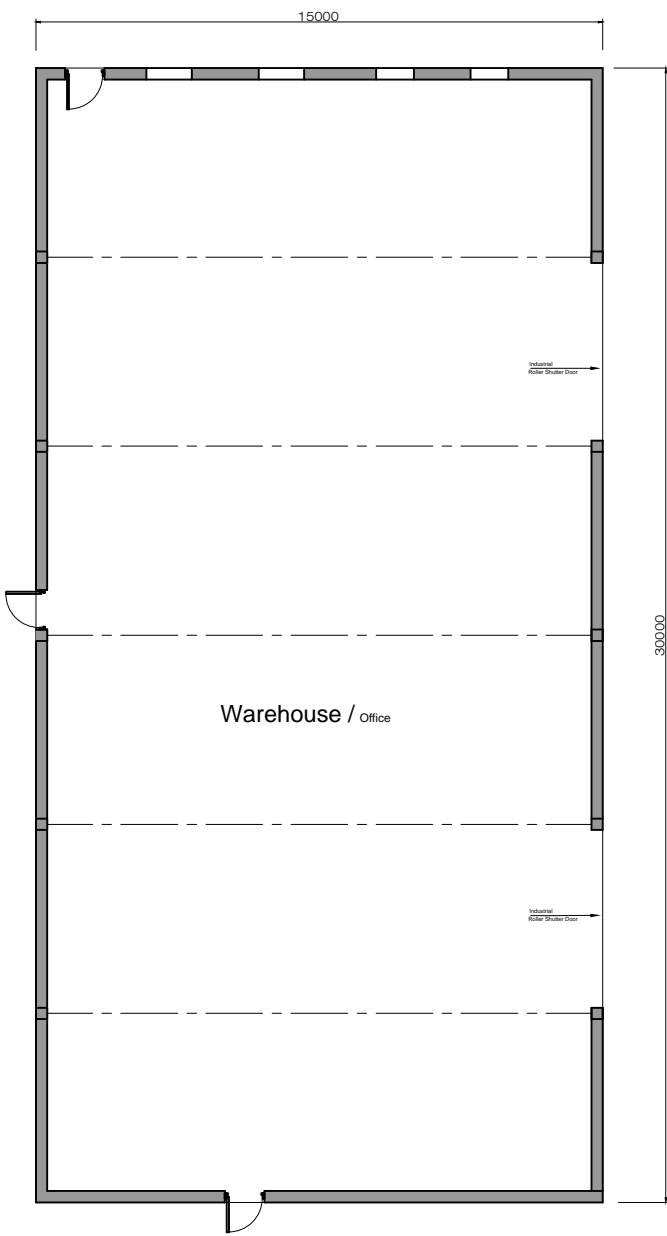 15000
Industrial
Roller Shutter Door
30000
Warehouse / Office
Industrial
Roller Shutter Door